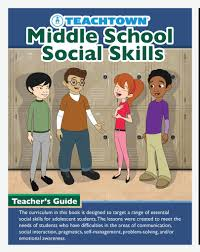 TEACHTOWN
Middle School
Social Skills
Teacher's Guide
The curriculum in this book is designed to target a range of essential
social skills for adolescent students. The lessons were created to meet the
needs of students who have difficulties in the areas of communication,
social interaction, pragmatics, self-management, problem-solving, and/or
emotional awareness.